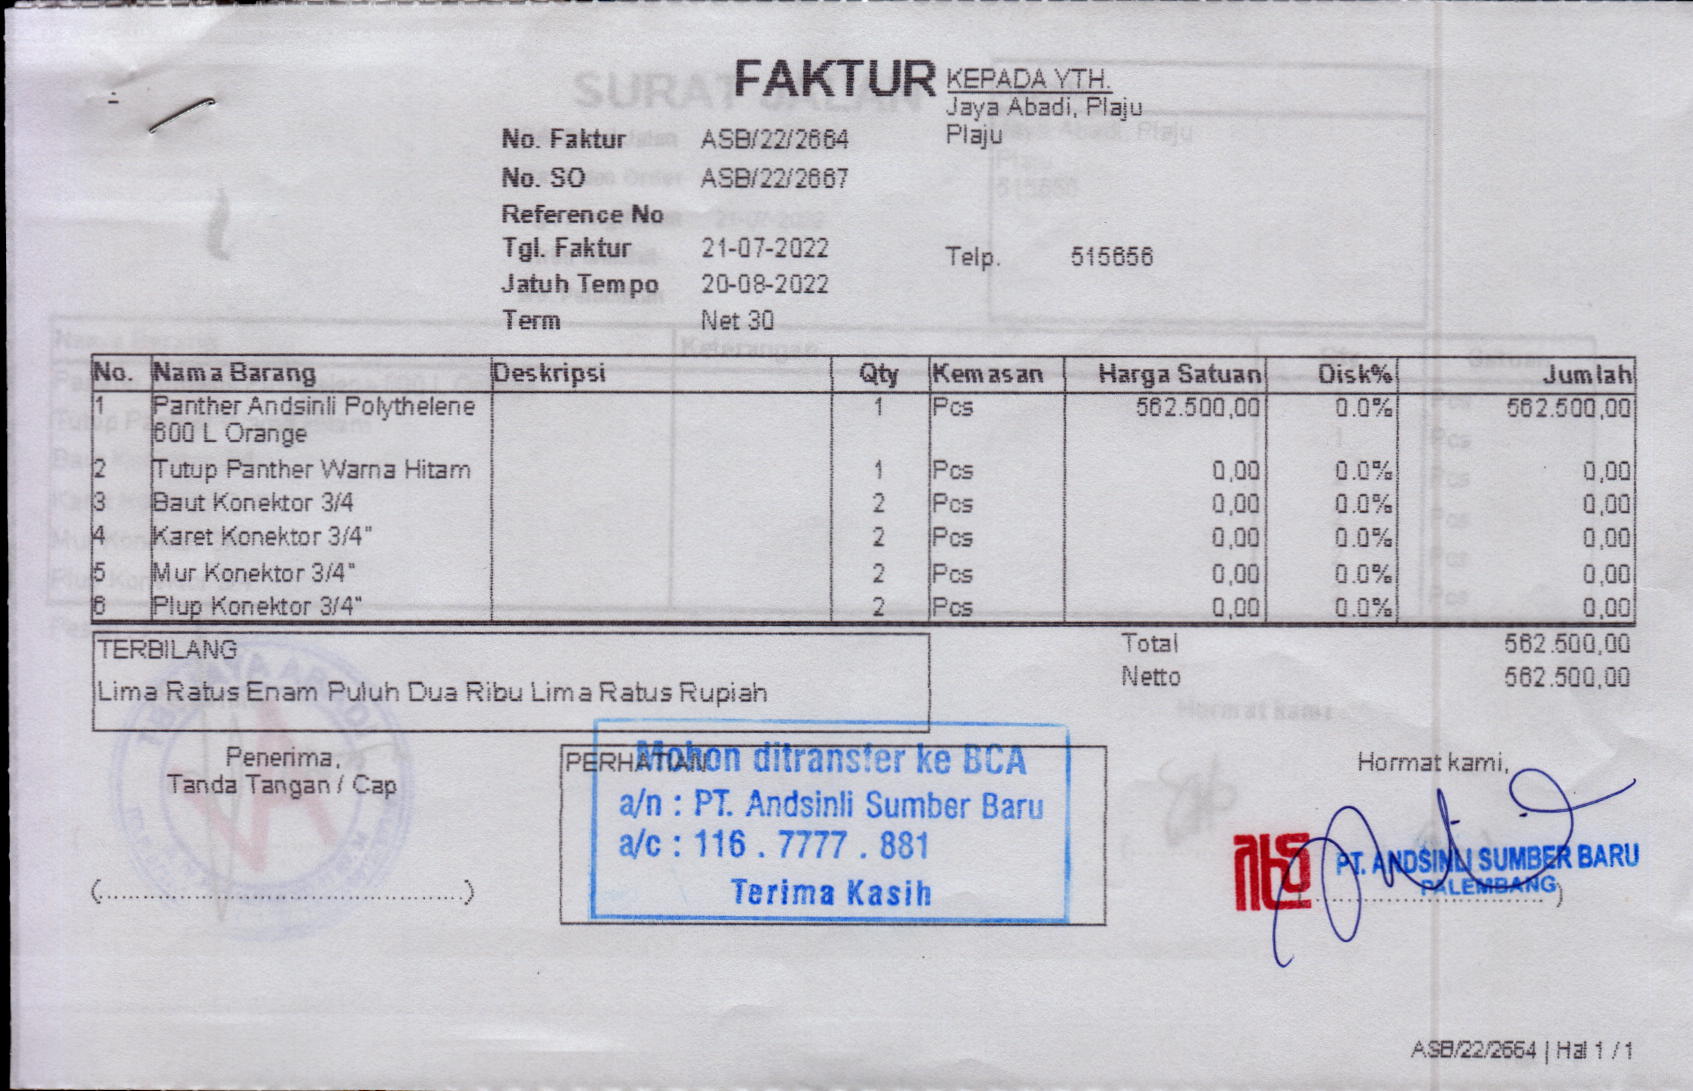 FAKTUR
KEPADA YTH.
Jaya Abadi, Plaju
Plaju
No. Faktur ASB/22/2664
No. SO ASB/22/2667
Reference No
Tgl. Faktur 21-07-2022
Telp. 515656
Jatuh Tempo 20-08-2022
Term Net 30
No. Nama Barang Deskripsi Qty Kemasan Harga Satuan Disk% Jumlah
1 Panther Andsinli Polythelene 1 Pcs 562.500,00 0.0% 562.500,00
600 L Orange
2 Tutup Panther Warna Hitam 1 Pcs 0,00 0.0% 0,00
3 Baut Konektor 3/4 2 Pcs 0,00 0.0% 0,00
4 Karet Konektor 3/4" 2 Pcs 0,00 0.0% 0,00
5 Mur Konektor 3/4" 2 Pcs 0,00 0.0% 0,00
6 Plup Konektor 3/4" 2 Pcs 0,00 0.0% 0,00
TERBILANG
Lima Ratus Enam Puluh Dua Ribu Lima Ratus Rupiah
Total 562.500,00
Netto 562.500,00
Penerima,
Tanda Tangan / Cap
(..................................................)
PERHATIAN
Mohon ditransfer ke BCA
a/n : PT. Andsinli Sumber Baru
a/c : 116 . 7777 . 881
Terima Kasih
Hormat kami,
PT. ANDSINLI SUMBER BARU
PALEMBANG
ASB/22/2664 | Hal 1 / 1